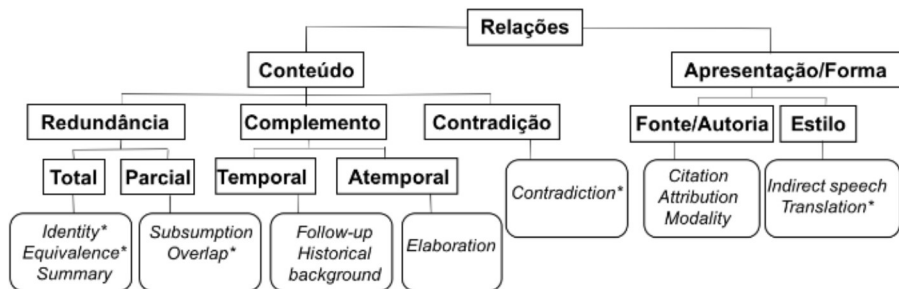 Relações
Conteúdo
Apresentação/Forma
Redundância
Complemento
Contradição
Fonte/Autoria
Estilo
Total
Parcial
Temporal
Atemporal
Contradiction*
Citation
Attribution
Modality
Indirect speech
Translation*
Identity*
Equivalence*
Summary
Subsumption
Overlap*
Follow-up
Historical
background
Elaboration